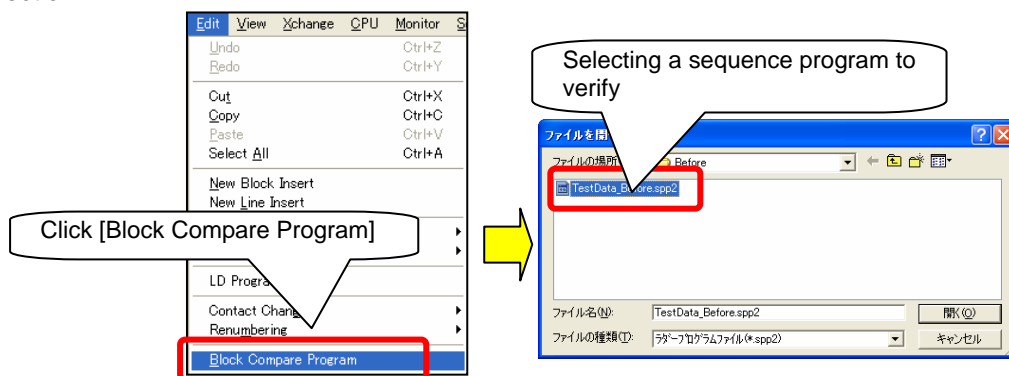 Edit View Xchange CPU Monitor
Undo Ctrl+Z
Redo Ctrl+Y
Cut Ctrl+X
Copy Ctrl+C
Paste Ctrl+V
Select All Ctrl+A
New Block Insert
New Line Insert
Click [Block Compare Program]
LD Progra
Contact Chan
Renumbering
Block Compare Program
Selecting a sequence program to
verify
ファイルを開
ファイルの場所 Before
TestData_Before.spp2
ファイル名(N): TestData_Before.spp2 開く(O)
ファイルの種類(T): ラダープログラムファイル(*.spp2) キャンセル